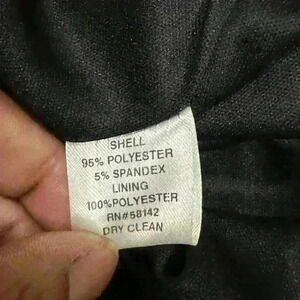 SHELL
95% POLYESTER
5% SPANDEX
LINING
100%POLYESTER
RN#58142
DRY CLEAN